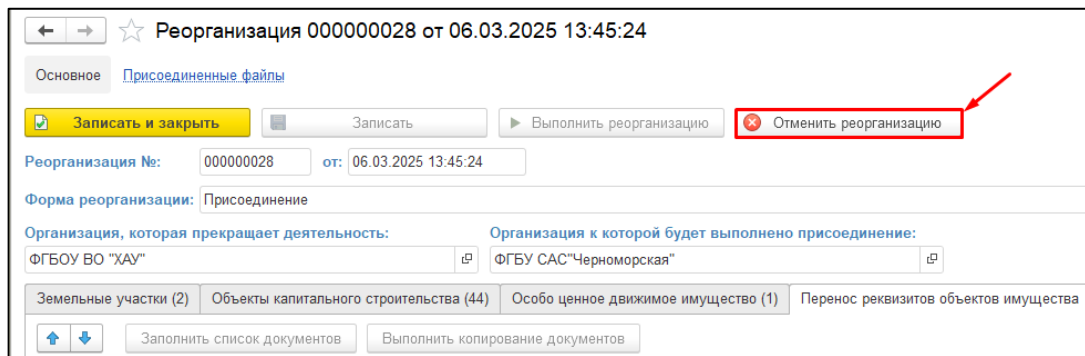 Реорганизация 000000028 от 06.03.2025 13:45:24
Основное Присоединенные файлы
Записать и закрыть Записать Выполнить реорганизацию Отменить реорганизацию
Реорганизация №: 000000028 от: 06.03.2025 13:45:24
Форма реорганизации: Присоединение
Организация, которая прекращает деятельность: Организация к которой будет выполнено присоединение:
ФГБОУ ВО "ХАУ" ФГБУ САС"Черноморская"
Земельные участки (2) Объекты капитального строительства (44) Особо ценное движимое имущество (1) Перенос реквизитов объектов имущества
Заполнить список документов Выполнить копирование документов